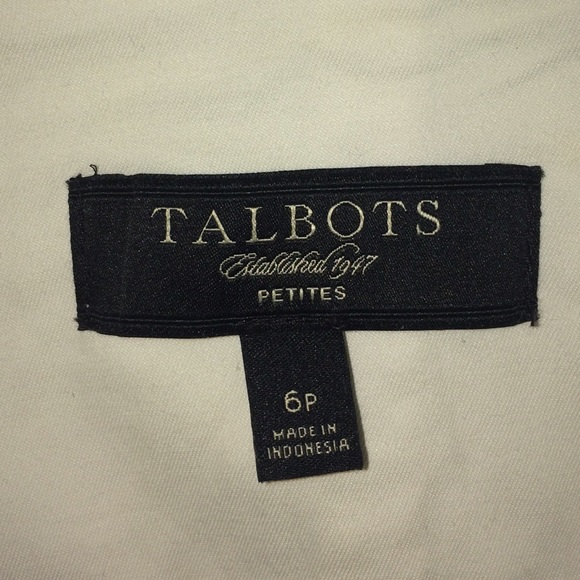 TALBOTS
Established 1947
PETITES
6P
MADE IN
INDONESIA